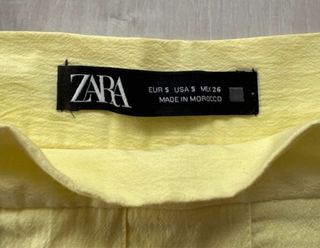 ZARA
EUR S USA S MEX 26
MADE IN MOROCCO